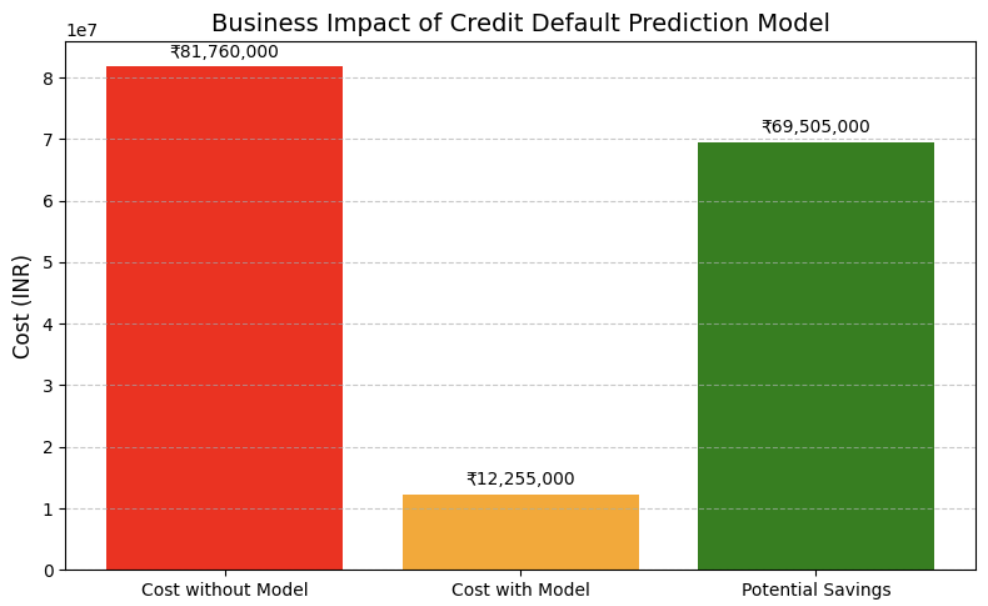 Business Impact of Credit Default Prediction Model
1e7
₹81,760,000
₹69,505,000
₹12,255,000
8
7
6
5
4
3
2
1
0
Cost (INR)
Cost without Model
Cost with Model
Potential Savings